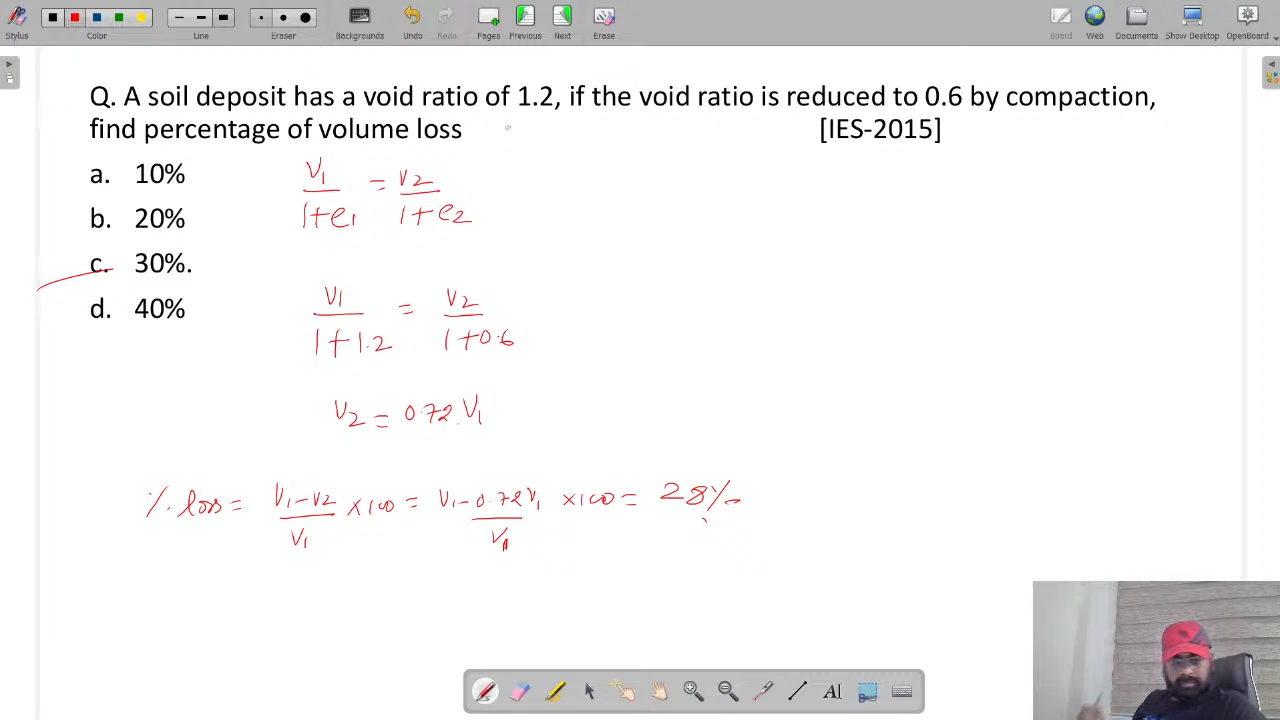 Stylus Color Line Eraser Backgrounds Undo Redo Pages Previous Next Erase Board Web Documents Show Desktop OpenBoard
Q. A soil deposit has a void ratio of 1.2, if the void ratio is reduced to 0.6 by compaction,
find percentage of volume loss [IES-2015]
a. 10%
b. 20%
c. 30%.
d. 40%
V1/1+e1 = V2/1+e2
V1/1+1.2 = V2/1+0.6
V2 = 0.72 V1
% loss = V1-V2/V1 ×100 = V1-0.72V1/V1 ×100 = 28%